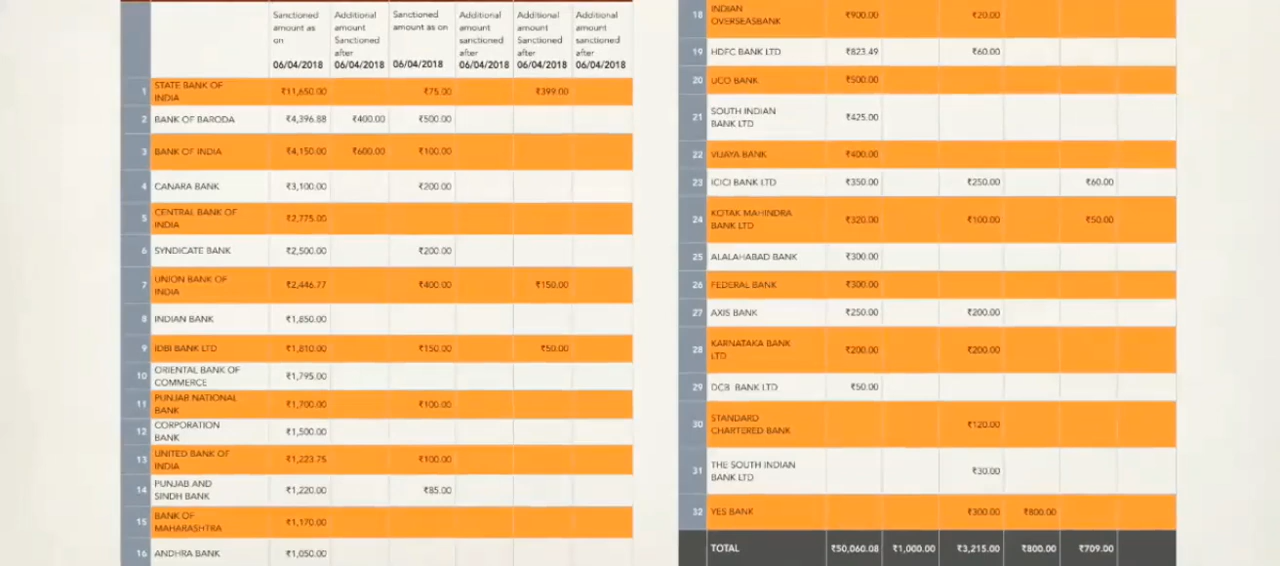 Sanctioned amount as on 06/04/2018 Additional amount Sanctioned after 06/04/2018 Sanctioned amount as on 06/04/2018 Additional amount sanctioned after 06/04/2018 Additional amount Sanctioned after 06/04/2018 Additional amount sanctioned after 06/04/2018
1 STATE BANK OF INDIA ₹11,650.00 ₹75.00 ₹399.00
2 BANK OF BARODA ₹4,396.88 ₹400.00 ₹500.00
3 BANK OF INDIA ₹4,150.00 ₹600.00 ₹100.00
4 CANARA BANK ₹3,100.00 ₹200.00
5 CENTRAL BANK OF INDIA ₹2,775.00
6 SYNDICATE BANK ₹2,500.00 ₹200.00
7 UNION BANK OF INDIA ₹2,446.77 ₹400.00 ₹150.00
8 INDIAN BANK ₹1,850.00
9 IDBI BANK LTD ₹1,810.00 ₹150.00 ₹50.00
10 ORIENTAL BANK OF COMMERCE ₹1,795.00
11 PUNJAB NATIONAL BANK ₹1,700.00 ₹100.00
12 CORPORATION BANK ₹1,500.00
13 UNITED BANK OF INDIA ₹1,223.75 ₹100.00
14 PUNJAB AND SINDH BANK ₹1,220.00 ₹85.00
15 BANK OF MAHARASHTRA ₹1,170.00
16 ANDHRA BANK ₹1,050.00
18 INDIAN OVERSEASBANK ₹900.00 ₹20.00
19 HDFC BANK LTD ₹823.49 ₹60.00
20 UCO BANK ₹500.00
21 SOUTH INDIAN BANK LTD ₹425.00
22 VIJAYA BANK ₹400.00
23 ICICI BANK LTD ₹350.00 ₹250.00 ₹60.00
24 KOTAK MAHINDRA BANK LTD ₹320.00 ₹100.00 ₹50.00
25 ALALAHABAD BANK ₹300.00
26 FEDERAL BANK ₹300.00
27 AXIS BANK ₹250.00 ₹200.00
28 KARNATAKA BANK LTD ₹200.00 ₹200.00
29 DCB BANK LTD ₹50.00
30 STANDARD CHARTERED BANK ₹120.00
31 THE SOUTH INDIAN BANK LTD ₹30.00
32 YES BANK ₹300.00 ₹800.00
TOTAL ₹50,060.08 ₹1,000.00 ₹3,215.00 ₹800.00 ₹709.00